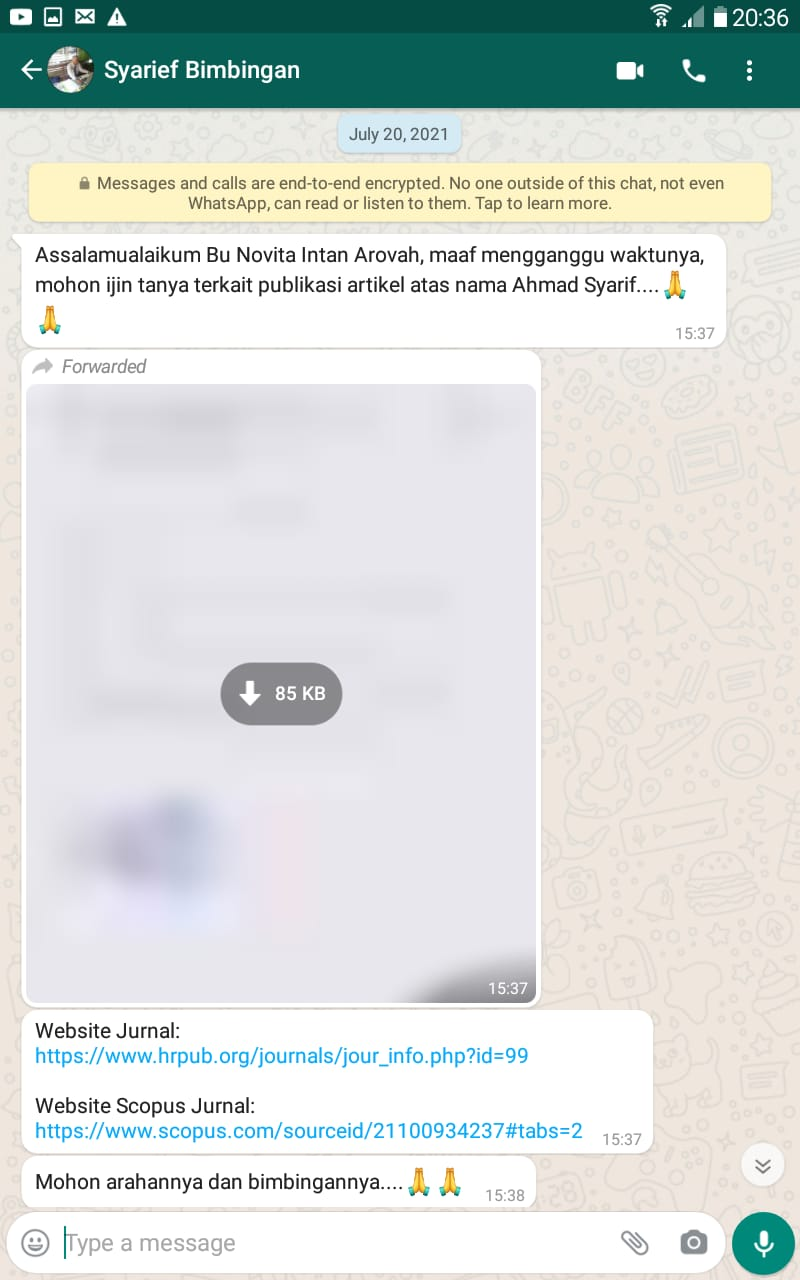 20:36
Syarief Bimbingan
July 20, 2021
Messages and calls are end-to-end encrypted. No one outside of this chat, not even
WhatsApp, can read or listen to them. Tap to learn more.
Assalamualaikum Bu Novita Intan Arovah, maaf mengganggu waktunya,
mohon ijin tanya terkait publikasi artikel atas nama Ahmad Syarif....🙏
🙏
15:37
Forwarded
85 KB
15:37
Website Jurnal:
https://www.hrpub.org/journals/jour_info.php?id=99
Website Scopus Jurnal:
https://www.scopus.com/sourceid/21100934237#tabs=2
15:37
Mohon arahannya dan bimbingannya....🙏🙏
15:38
Type a message